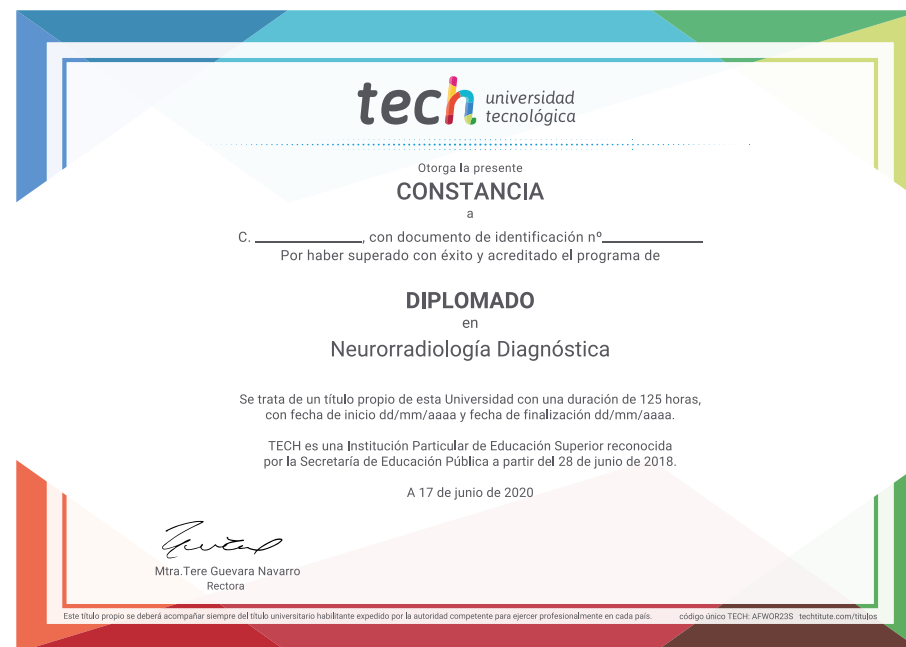 tech universidad
tecnológica
Otorga la presente
CONSTANCIA
a
C. ____________, con documento de identificación nº____________
Por haber superado con éxito y acreditado el programa de
DIPLOMADO
en
Neurorradiología Diagnóstica
Se trata de un título propio de esta Universidad con una duración de 125 horas,
con fecha de inicio dd/mm/aaaa y fecha de finalización dd/mm/aaaa.
TECH es una Institución Particular de Educación Superior reconocida
por la Secretaría de Educación Pública a partir del 28 de junio de 2018.
A 17 de junio de 2020
Mtra.Tere Guevara Navarro
Rectora
Este título propio se deberá acompañar siempre del título universitario habilitante expedido por la autoridad competente para ejercer profesionalmente en cada país. código único TECH: AFWOR23S techtitute.com/titulos